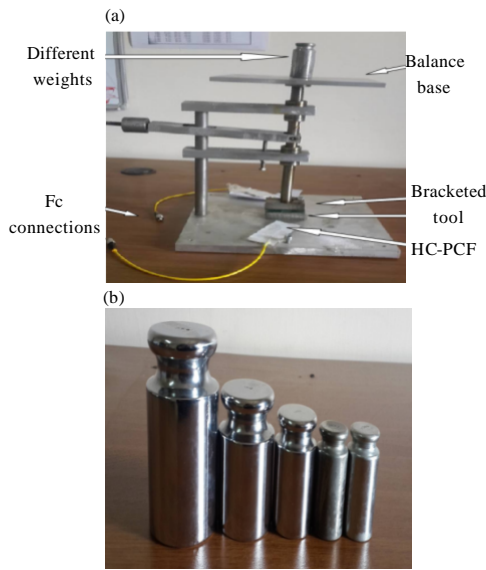 (a)
Different
weights
Balance
base
Fc
connections
Bracketed
tool
HC-PCF
(b)